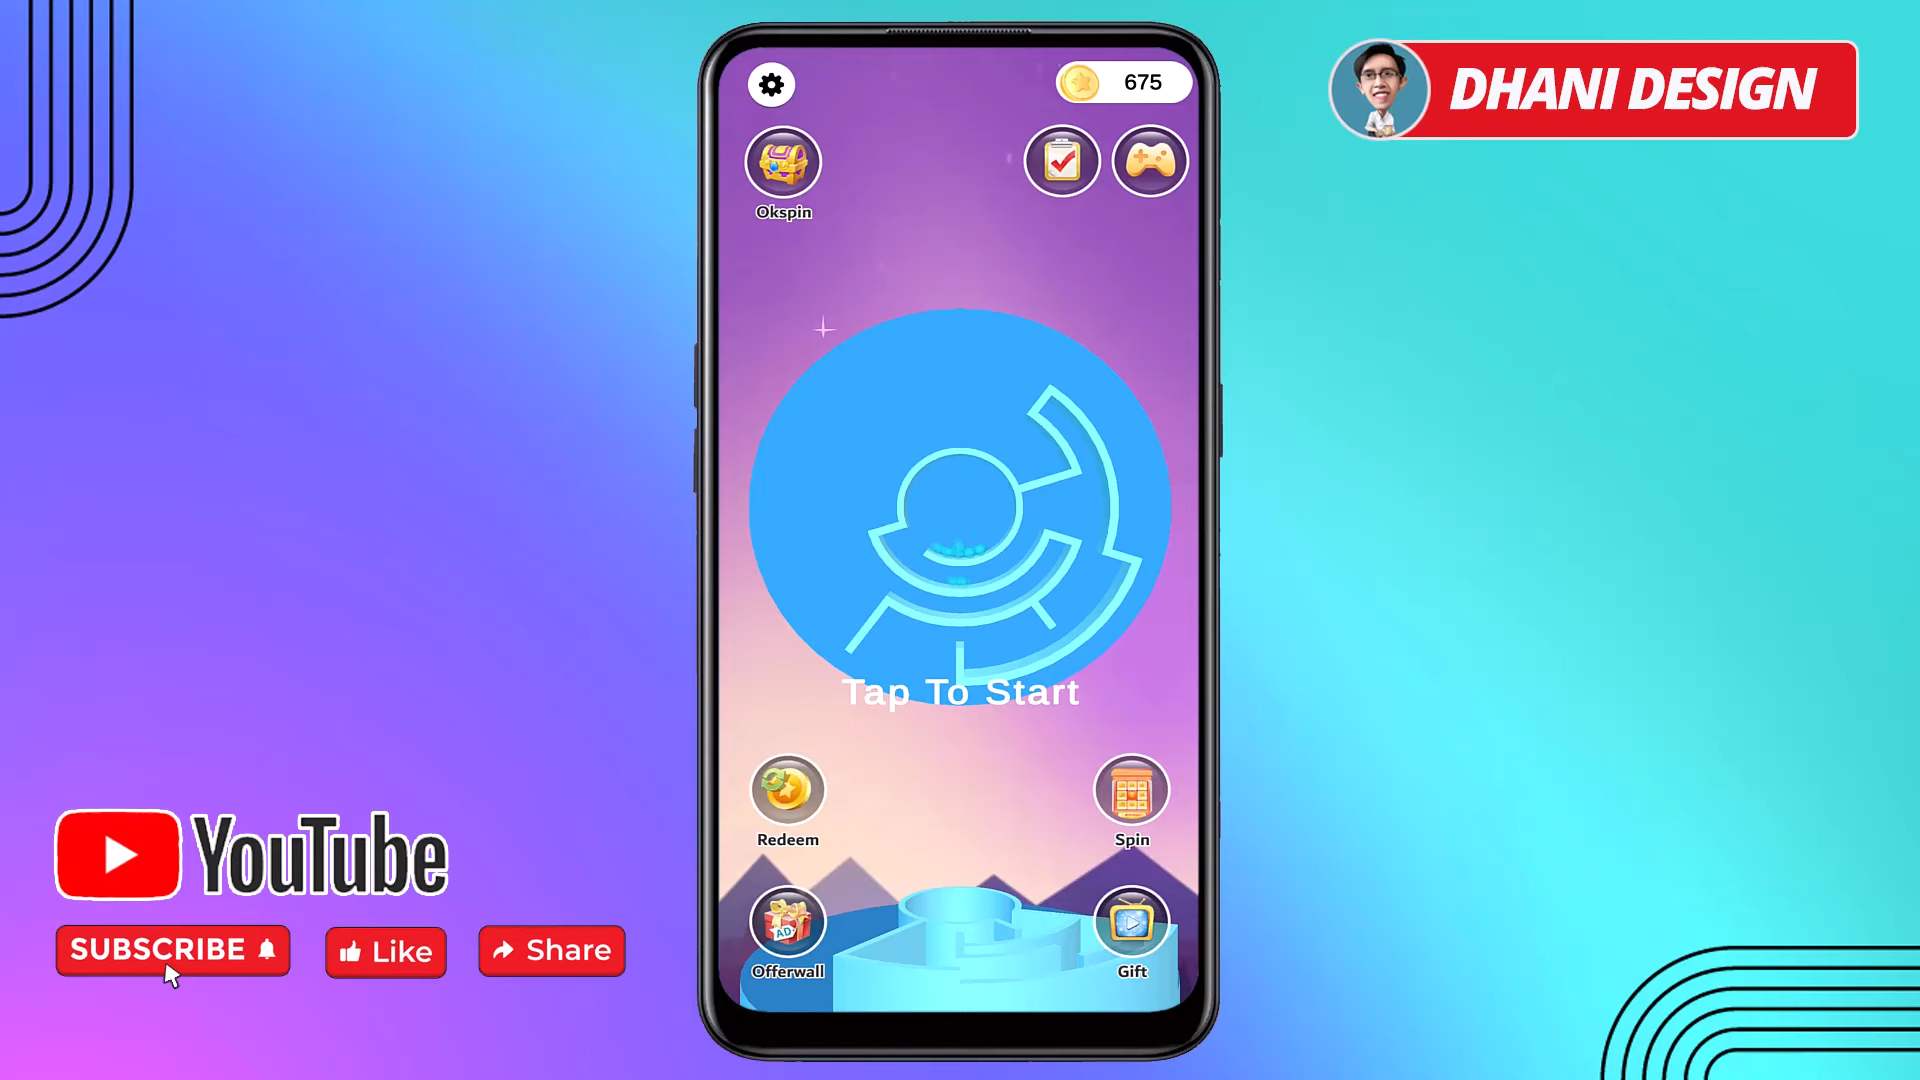 675
DHANI DESIGN
Okspin
Tap To Start
Redeem
Spin
YouTube
SUBSCRIBE
Like
Share
AD
Offerwall
Gift